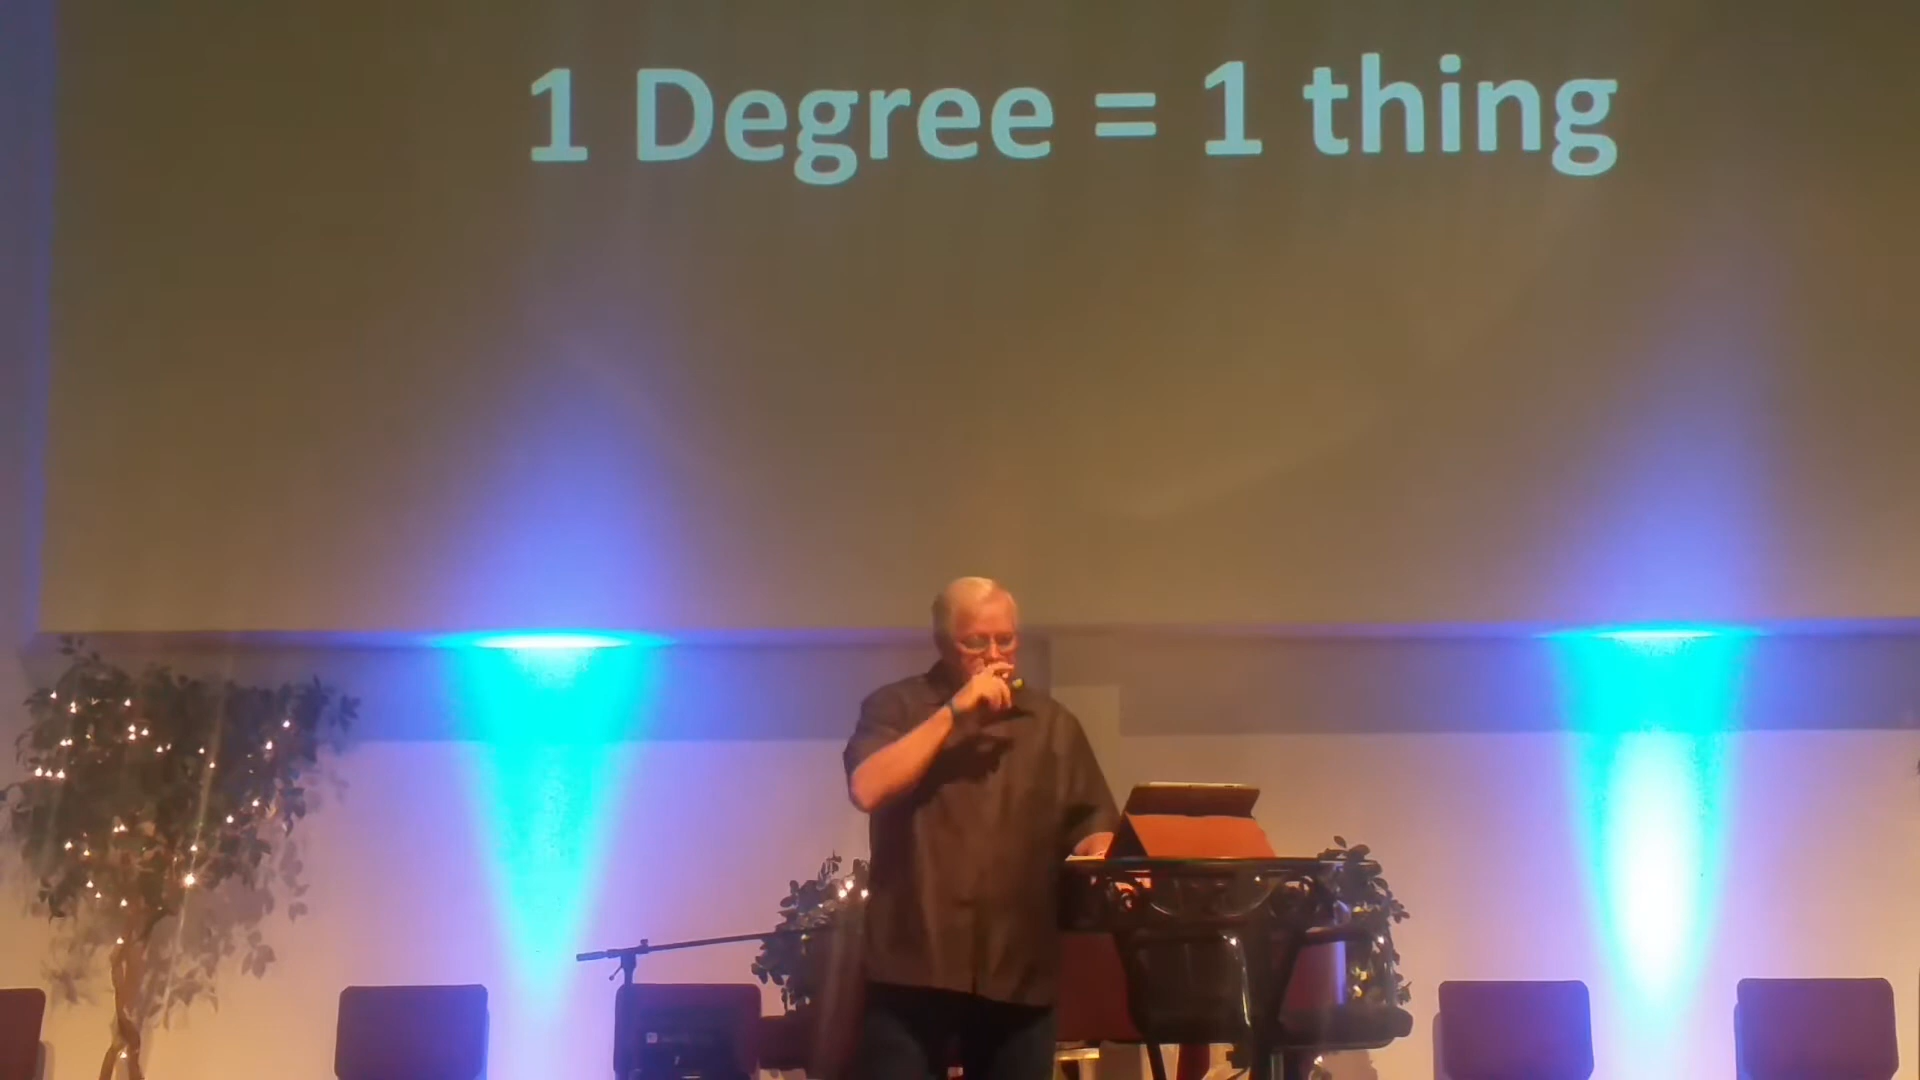 1 Degree = 1 thing